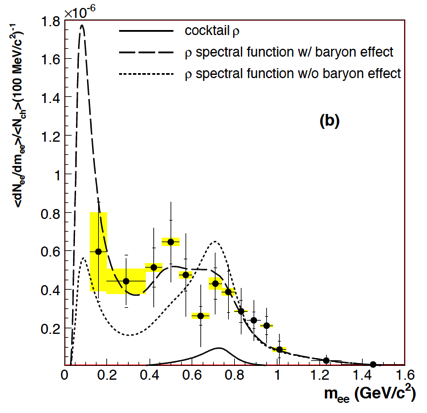 ×10⁻⁶
1.8
1.6
1.4
1.2
1
0.8
0.6
0.4
0.2
<dN_ee/dm_ee>/<N_ch>(100 MeV/c²)⁻¹
cocktail ρ
ρ spectral function w/ baryon effect
ρ spectral function w/o baryon effect
(b)
0 0.2 0.4 0.6 0.8 1 1.2 1.4 1.6
m_ee (GeV/c²)